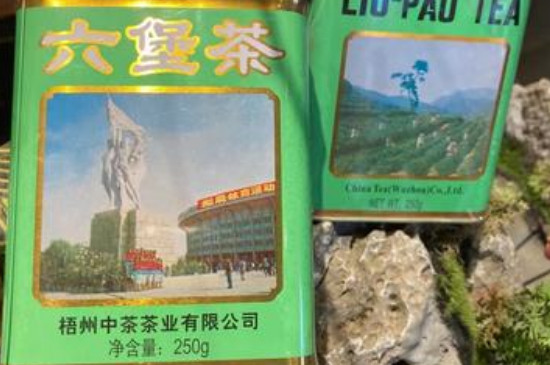 六堡茶
梧州中茶茶业有限公司
净含量：250g
LIU-PAO TEA
China Tea(Wuzhou)Co.,Ltd.
NET WT. 250g